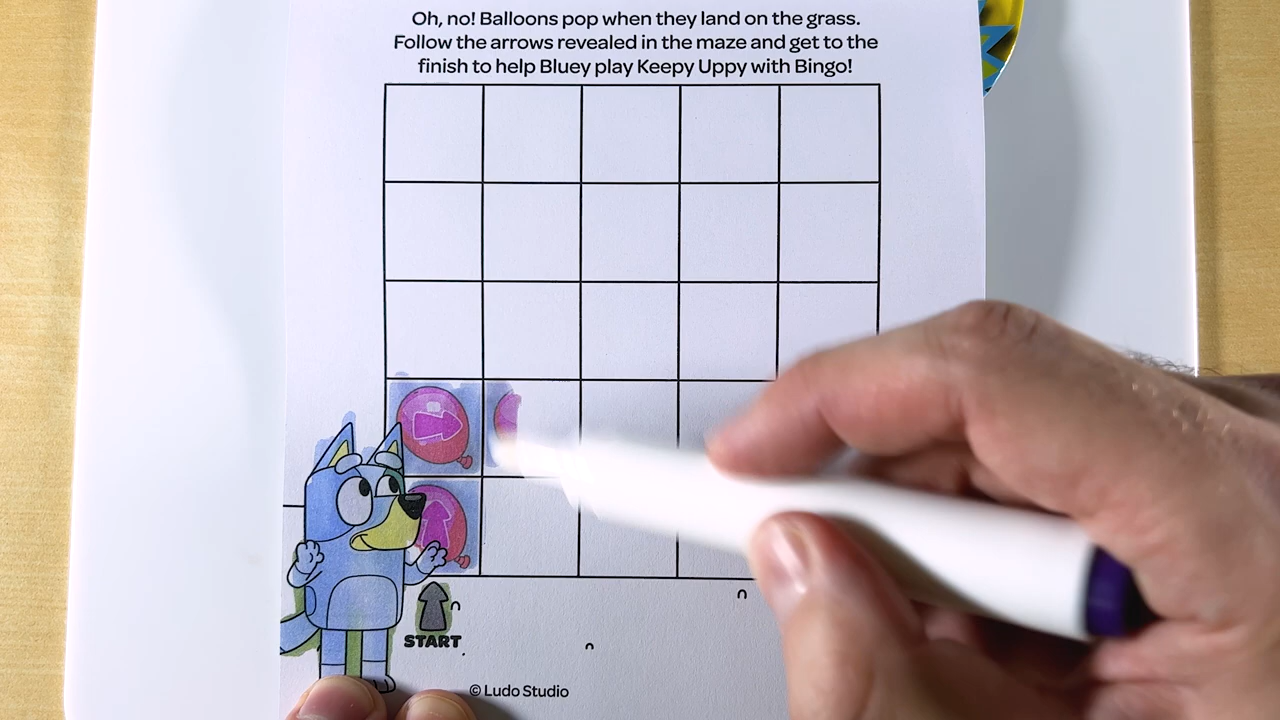 Oh, no! Balloons pop when they land on the grass.
Follow the arrows revealed in the maze and get to the
finish to help Bluey play Keepy Uppy with Bingo!
START
© Ludo Studio